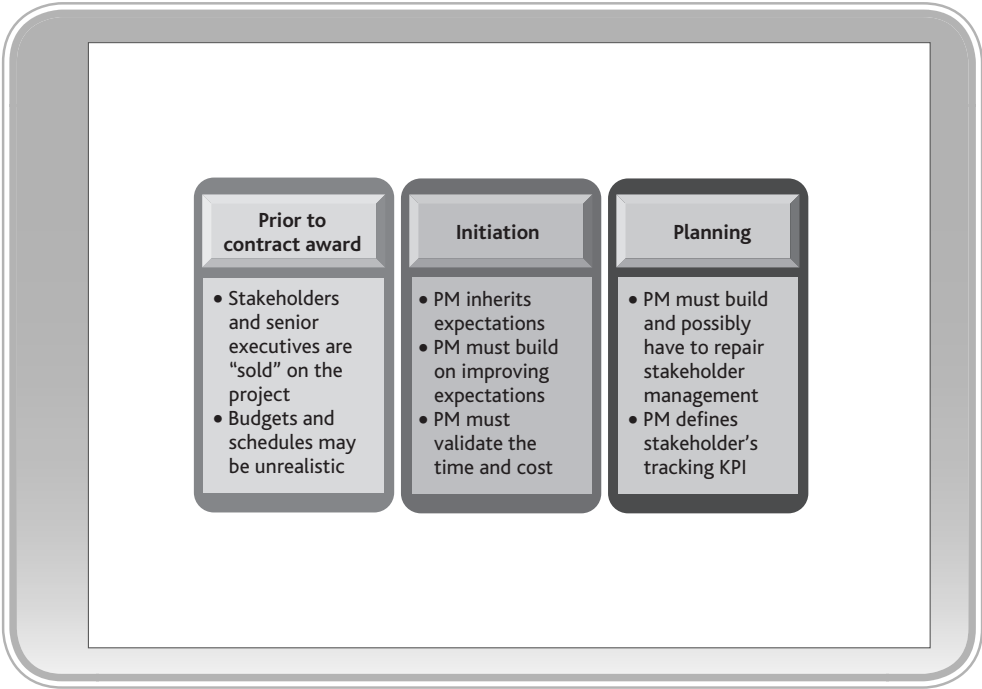 Prior to
contract award
• Stakeholders
and senior
executives are
“sold” on the
project
• Budgets and
schedules may
be unrealistic
Initiation
• PM inherits
expectations
• PM must build
on improving
expectations
• PM must
validate the
time and cost
Planning
• PM must build
and possibly
have to repair
stakeholder
management
• PM defines
stakeholder’s
tracking KPI